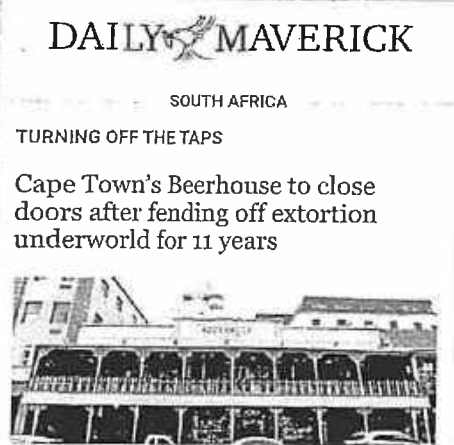 DAILY MAVERICK
SOUTH AFRICA
TURNING OFF THE TAPS
Cape Town's Beerhouse to close
doors after fending off extortion
underworld for 11 years